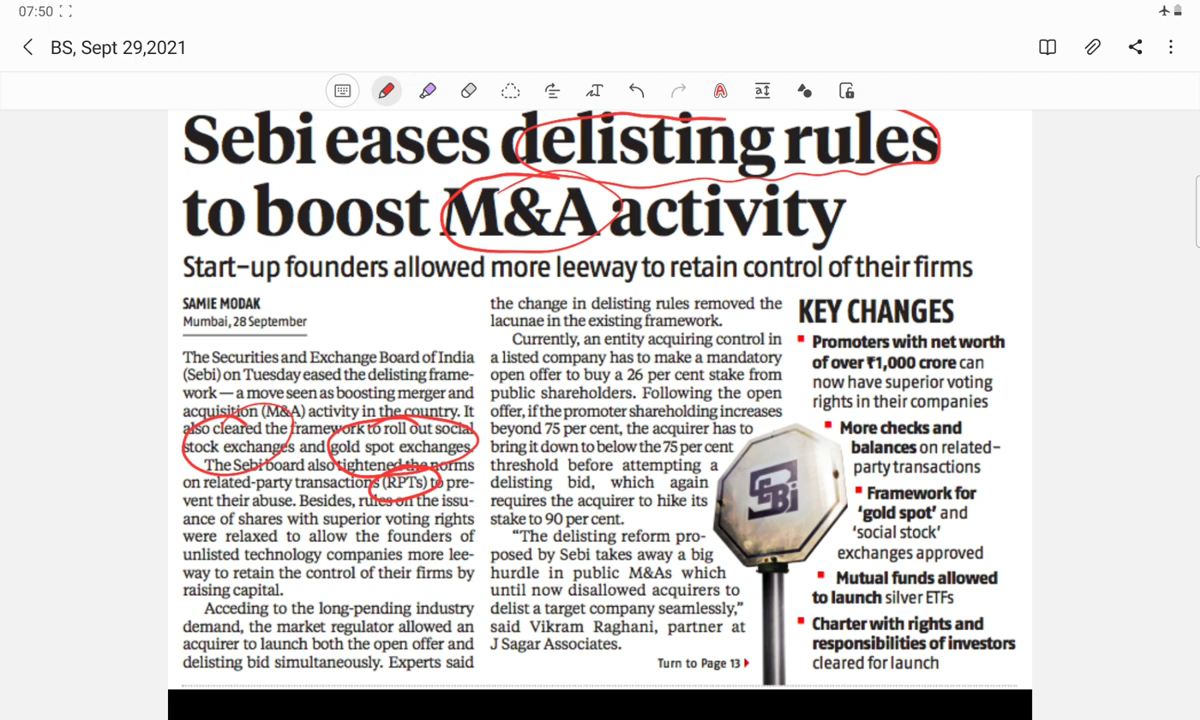 07:50
BS, Sept 29,2021
Sebi eases delisting rules
to boost M&A activity
Start-up founders allowed more leeway to retain control of their firms
SAMIE MODAK
Mumbai, 28 September
The Securities and Exchange Board of India
(Sebi) on Tuesday eased the delisting frame-
work — a move seen as boosting merger and
acquisition (M&A) activity in the country. It
also cleared the framework to roll out social
stock exchanges and gold spot exchanges.
The Sebi board also tightened the norms
on related-party transactions (RPTs) to pre-
vent their abuse. Besides, rules on the issu-
ance of shares with superior voting rights
were relaxed to allow the founders of
unlisted technology companies more lee-
way to retain the control of their firms by
raising capital.
Acceding to the long-pending industry
demand, the market regulator allowed an
acquirer to launch both the open offer and
delisting bid simultaneously. Experts said
the change in delisting rules removed the
lacunae in the existing framework.
Currently, an entity acquiring control in
a listed company has to make a mandatory
open offer to buy a 26 per cent stake from
public shareholders. Following the open
offer, if the promoter shareholding increases
beyond 75 per cent, the acquirer has to
bring it down to below the 75 per cent
threshold before attempting a
delisting bid, which again
requires the acquirer to hike its
stake to 90 per cent.
“The delisting reform pro-
posed by Sebi takes away a big
hurdle in public M&As which
until now disallowed acquirers to
delist a target company seamlessly,”
said Vikram Raghani, partner at
J Sagar Associates.
Turn to Page 13
KEY CHANGES
Promoters with net worth
of over ₹1,000 crore can
now have superior voting
rights in their companies
More checks and
balances on related-
party transactions
Framework for
‘gold spot’ and
‘social stock’
exchanges approved
Mutual funds allowed
to launch silver ETFs
Charter with rights and
responsibilities of investors
cleared for launch
SEBI